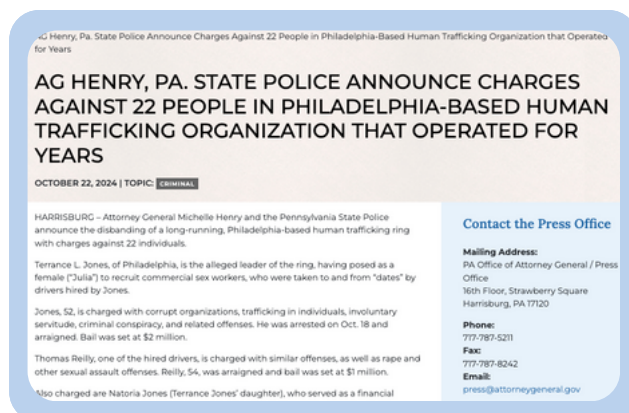 AG Henry, Pa. State Police Announce Charges Against 22 People in Philadelphia-Based Human Trafficking Organization that Operated
for Years
AG HENRY, PA. STATE POLICE ANNOUNCE CHARGES
AGAINST 22 PEOPLE IN PHILADELPHIA-BASED HUMAN
TRAFFICKING ORGANIZATION THAT OPERATED FOR
YEARS
OCTOBER 22, 2024 | TOPIC: CRIMINAL
HARRISBURG – Attorney General Michelle Henry and the Pennsylvania State Police
announce the disbanding of a long-running, Philadelphia-based human trafficking ring
with charges against 22 individuals.
Terrance L. Jones, of Philadelphia, is the alleged leader of the ring, having posed as a
female ("Julia") to recruit commercial sex workers, who were taken to and from "dates" by
drivers hired by Jones.
Jones, 52, is charged with corrupt organizations, trafficking in individuals, involuntary
servitude, criminal conspiracy, and related offenses. He was arrested on Oct. 18 and
arraigned. Bail was set at $2 million.
Thomas Reilly, one of the hired drivers, is charged with similar offenses, as well as rape and
other sexual assault offenses. Reilly, 54, was arraigned and bail was set at $1 million.
Also charged are Natoria Jones (Terrance Jones' daughter), who served as a financial
Contact the Press Office
Mailing Address:
PA Office of Attorney General / Press
Office
16th Floor, Strawberry Square
Harrisburg, PA 17120
Phone:
717-787-5211
Fax:
717-787-8242
Email:
press@attorneygeneral.gov